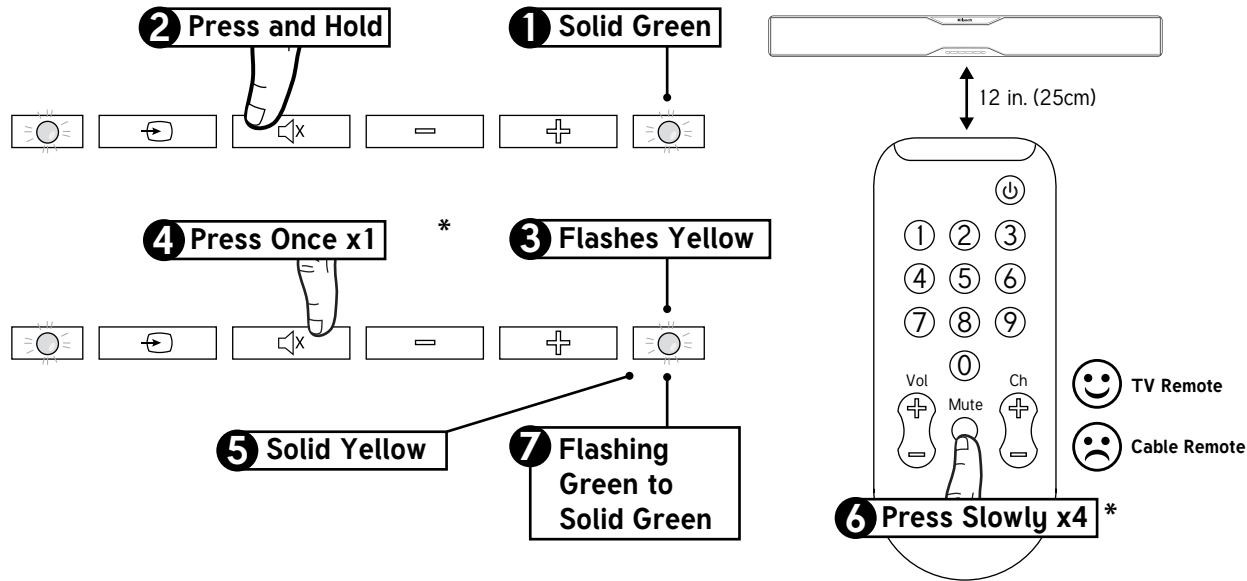 2 Press and Hold
1 Solid Green
Klipsch
12 in. (25cm)
X
4 Press Once x1 *
3 Flashes Yellow
X
5 Solid Yellow
7 Flashing
Green to
Solid Green
1 2 3
4 5 6
7 8 9
0
Vol
Ch
Mute
TV Remote
Cable Remote
6 Press Slowly x4 *